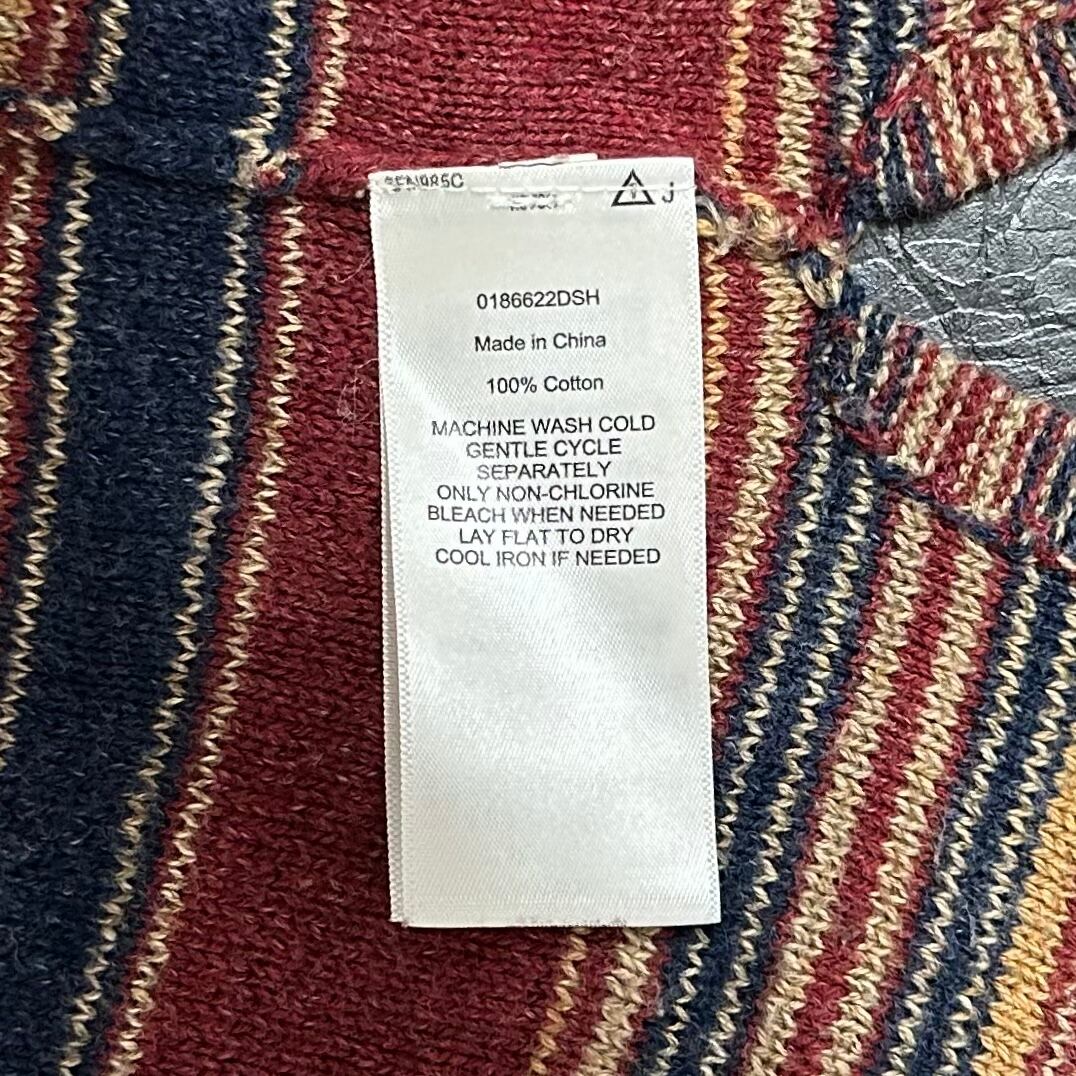 J
0186622DSH
Made in China
100% Cotton
MACHINE WASH COLD
GENTLE CYCLE
SEPARATELY
ONLY NON-CHLORINE
BLEACH WHEN NEEDED
LAY FLAT TO DRY
COOL IRON IF NEEDED